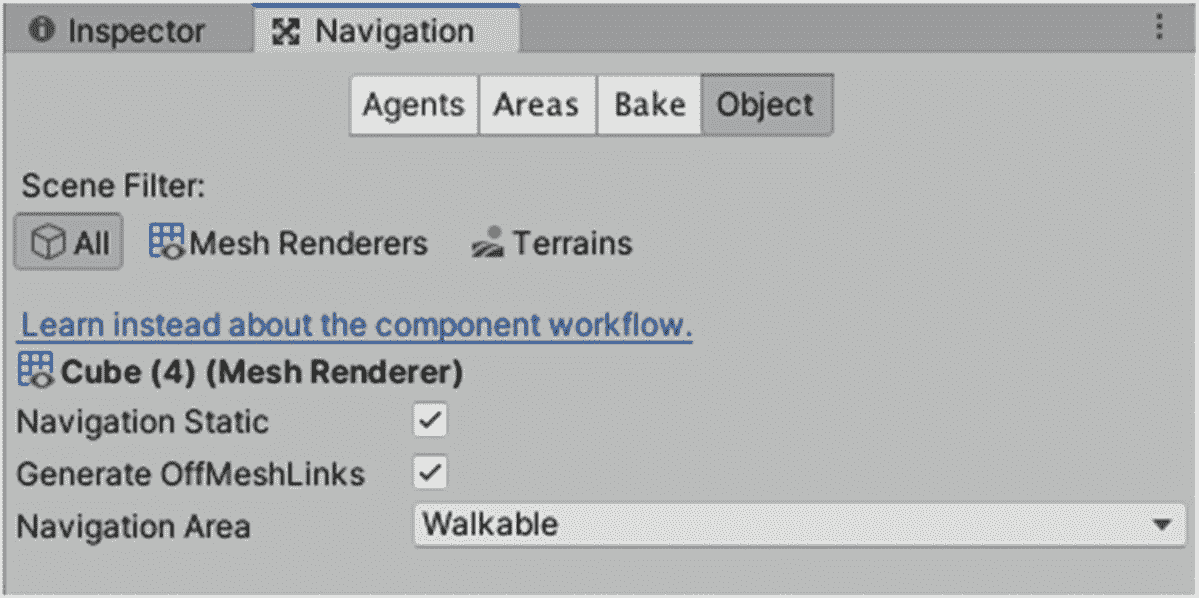 Inspector Navigation
Agents Areas Bake Object
Scene Filter:
All Mesh Renderers Terrains
Learn instead about the component workflow.
Cube (4) (Mesh Renderer)
Navigation Static
Generate OffMeshLinks
Navigation Area Walkable